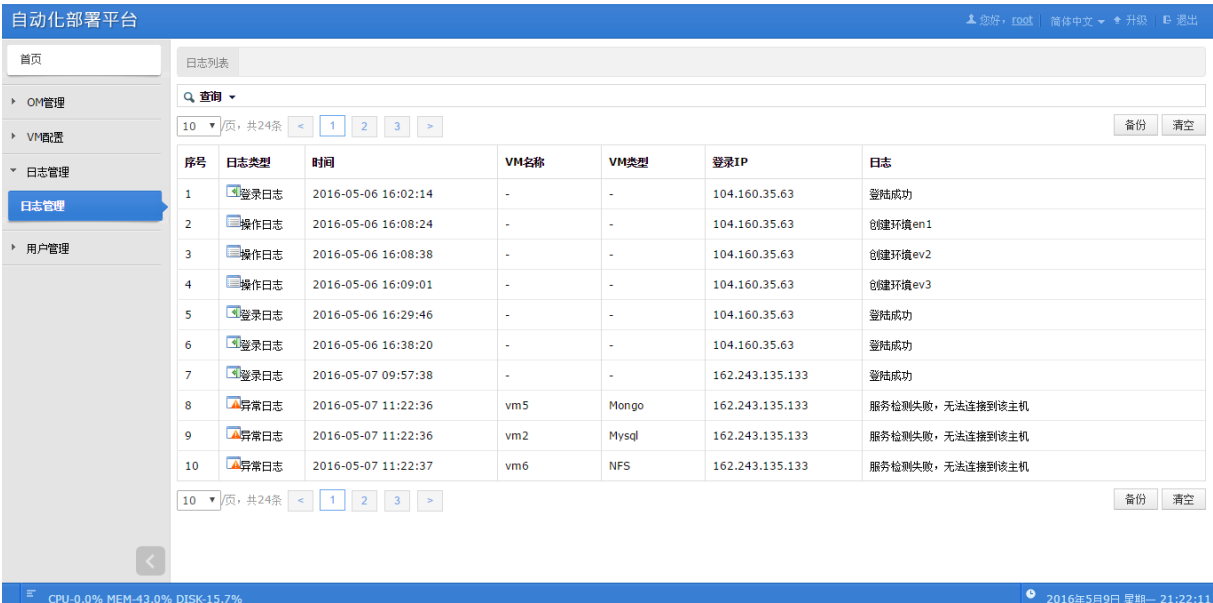 自动化部署平台 您好，root 简体中文 升级 退出
首页
OM管理
VM配置
日志管理
日志管理
用户管理
日志列表
查询
10 /页，共24条 < 1 2 3 > 备份 清空
序号 日志类型 时间 VM名称 VM类型 登录IP 日志
1 登录日志 2016-05-06 16:02:14 - - 104.160.35.63 登陆成功
2 操作日志 2016-05-06 16:08:24 - - 104.160.35.63 创建环境en1
3 操作日志 2016-05-06 16:08:38 - - 104.160.35.63 创建环境ev2
4 操作日志 2016-05-06 16:09:01 - - 104.160.35.63 创建环境ev3
5 登录日志 2016-05-06 16:29:46 - - 104.160.35.63 登陆成功
6 登录日志 2016-05-06 16:38:20 - - 104.160.35.63 登陆成功
7 登录日志 2016-05-07 09:57:38 - - 162.243.135.133 登陆成功
8 异常日志 2016-05-07 11:22:36 vm5 Mongo 162.243.135.133 服务检测失败，无法连接到该主机
9 异常日志 2016-05-07 11:22:36 vm2 Mysql 162.243.135.133 服务检测失败，无法连接到该主机
10 异常日志 2016-05-07 11:22:37 vm6 NFS 162.243.135.133 服务检测失败，无法连接到该主机
10 /页，共24条 < 1 2 3 > 备份 清空
CPU-0.0% MEM-43.0% DISK-15.7% 2016年5月9日 星期一 21:22:11